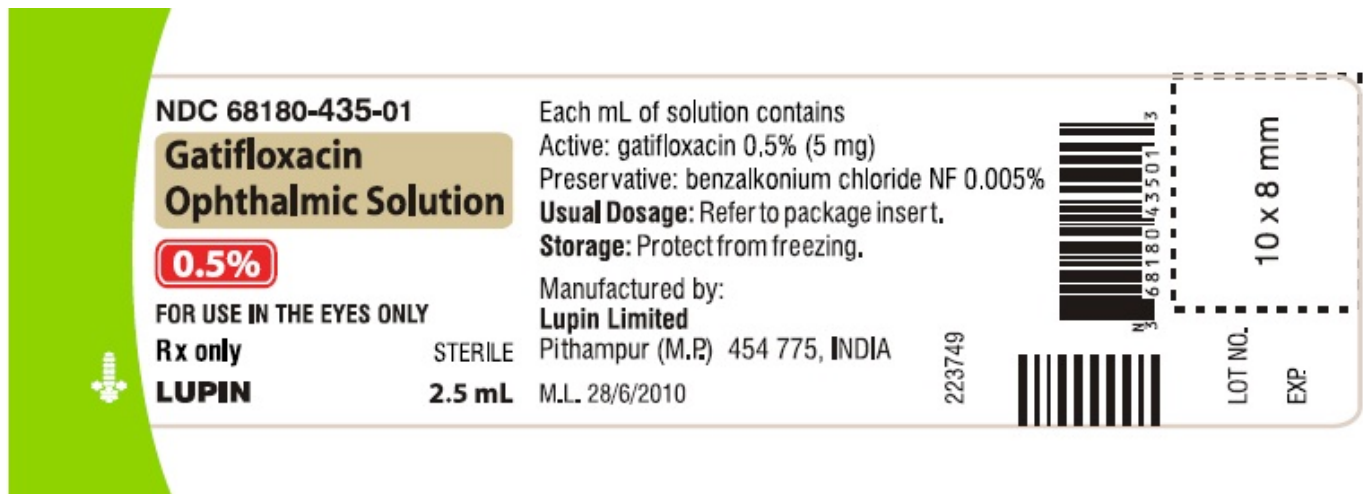 NDC 68180-435-01
Gatifloxacin
Ophthalmic Solution
0.5%
FOR USE IN THE EYES ONLY
Rx only STERILE
LUPIN 2.5 mL
Each mL of solution contains
Active: gatifloxacin 0.5% (5 mg)
Preservative: benzalkonium chloride NF 0.005%
Usual Dosage: Refer to package insert.
Storage: Protect from freezing.
Manufactured by:
Lupin Limited
Pithampur (M.P.) 454 775, INDIA
M.L. 28/6/2010
223749
N
3 68180 43501 3
10 x 8 mm
LOT NO.
EXP.